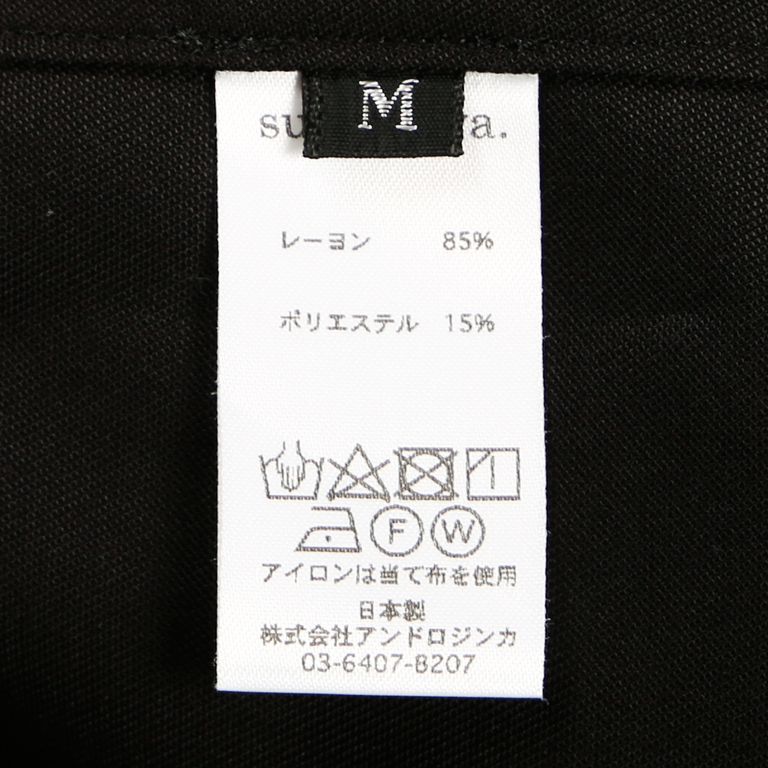 M
レーヨン 85%
ポリエステル 15%
F W
アイロンは当て布を使用
日本製
株式会社アンドロジンカ
03-6407-8207